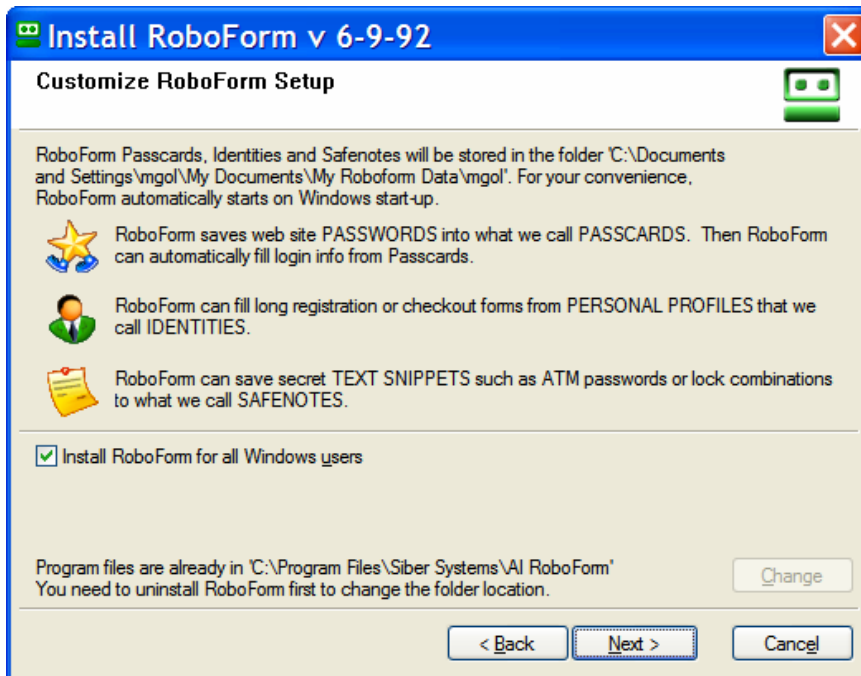 Install RoboForm v 6-9-92
Customize RoboForm Setup
RoboForm Passcards, Identities and Safenotes will be stored in the folder 'C:\Documents
and Settings\mgol\My Documents\My Roboform Data\mgol'. For your convenience,
RoboForm automatically starts on Windows start-up.
RoboForm saves web site PASSWORDS into what we call PASSCARDS. Then RoboForm
can automatically fill login info from Passcards.
RoboForm can fill long registration or checkout forms from PERSONAL PROFILES that we
call IDENTITIES.
RoboForm can save secret TEXT SNIPPETS such as ATM passwords or lock combinations
to what we call SAFENOTES.
Install RoboForm for all Windows users
Program files are already in 'C:\Program Files\Siber Systems\AI RoboForm'
You need to uninstall RoboForm first to change the folder location.
Change
< Back
Next >
Cancel